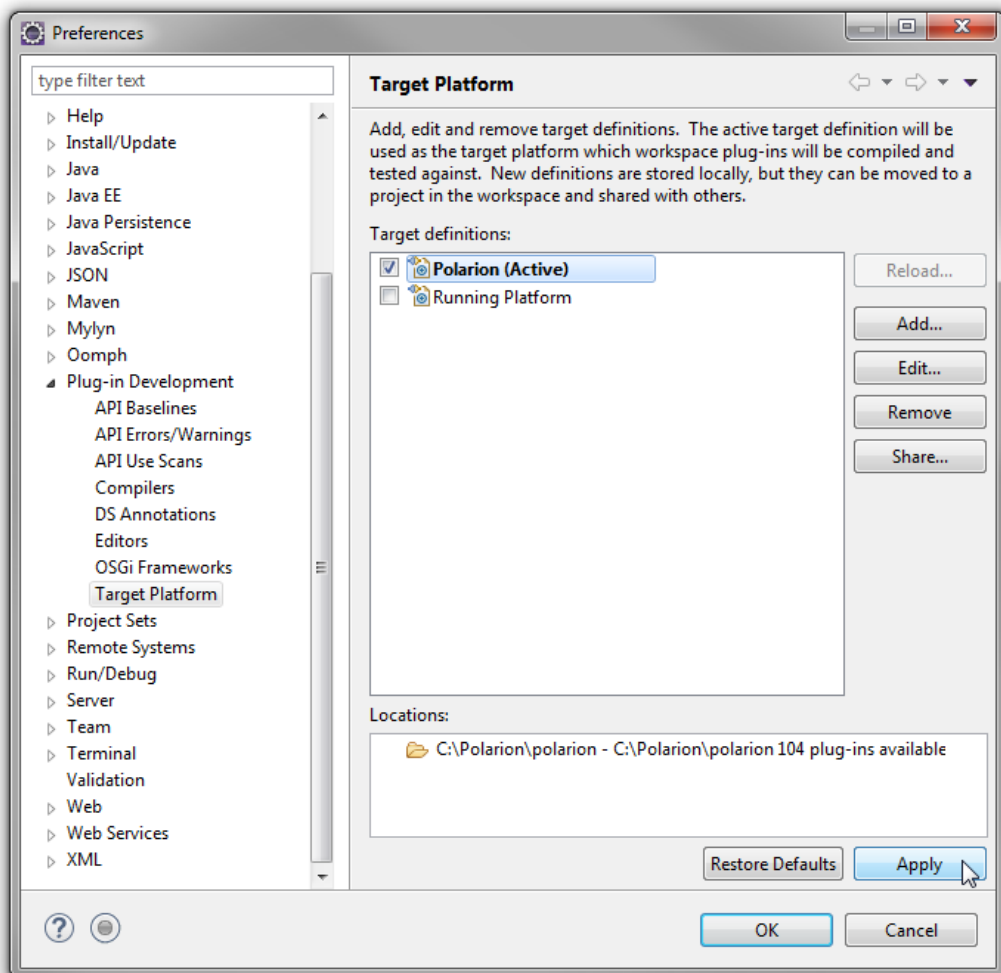 Preferences
type filter text
Help
Install/Update
Java
Java EE
Java Persistence
JavaScript
JSON
Maven
Mylyn
Oomph
Plug-in Development
API Baselines
API Errors/Warnings
API Use Scans
Compilers
DS Annotations
Editors
OSGi Frameworks
Target Platform
Project Sets
Remote Systems
Run/Debug
Server
Team
Terminal
Validation
Web
Web Services
XML
Target Platform
Add, edit and remove target definitions.  The active target definition will be
used as the target platform which workspace plug-ins will be compiled and
tested against.  New definitions are stored locally, but they can be moved to a
project in the workspace and shared with others.
Target definitions:
Polarion (Active)
Running Platform
Reload...
Add...
Edit...
Remove
Share...
Locations:
C:\Polarion\polarion - C:\Polarion\polarion 104 plug-ins available
Restore Defaults
Apply
?
OK
Cancel